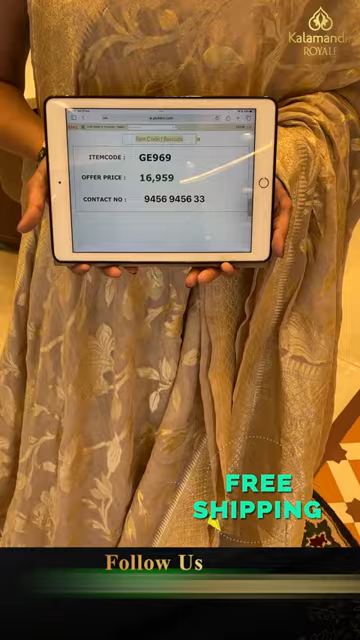 Kalamandir
ROYALE
Item Code / Barcode
ITEMCODE : GE969
OFFER PRICE : 16,959
CONTACT NO : 9456 9456 33
FREE
SHIPPING
Follow Us